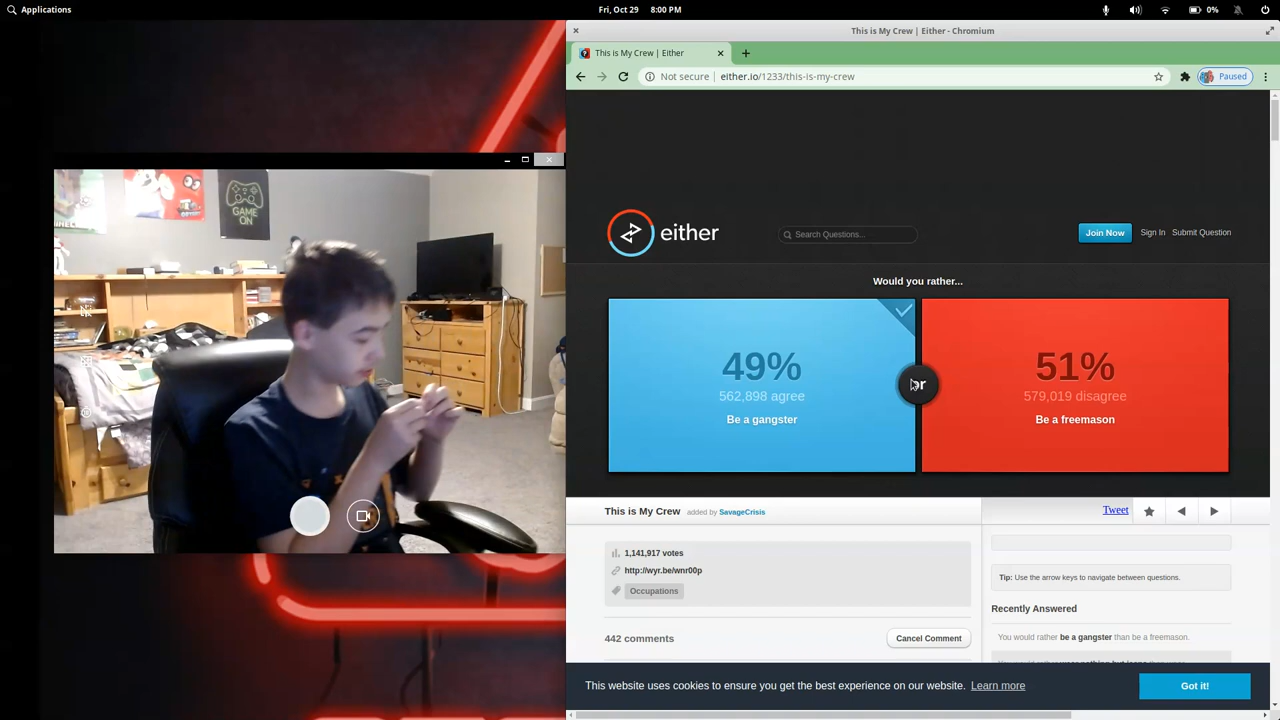 Applications
Fri, Oct 29 8:00 PM
0%
This is My Crew | Either - Chromium
This is My Crew | Either
Not secure | either.io/1233/this-is-my-crew
Paused
GAME
ON
either
Search Questions...
Join Now Sign In Submit Question
Would you rather...
49%
562,898 agree
Be a gangster
or
51%
579,019 disagree
Be a freemason
This is My Crew added by SavageCrisis
Tweet
1,141,917 votes
http://wyr.be/wnr00p
Occupations
442 comments
Cancel Comment
Tip: Use the arrow keys to navigate between questions.
Recently Answered
You would rather be a gangster than be a freemason.
This website uses cookies to ensure you get the best experience on our website. Learn more
Got it!